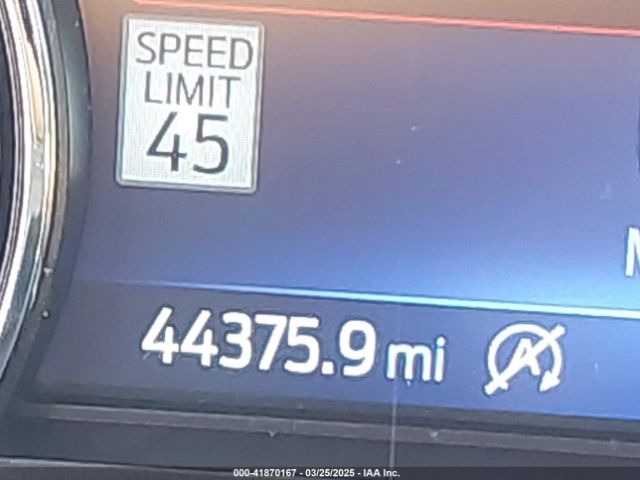 SPEED
LIMIT
45
44375.9 mi
A
000-41870167 - 03/25/2025 - IAA Inc.